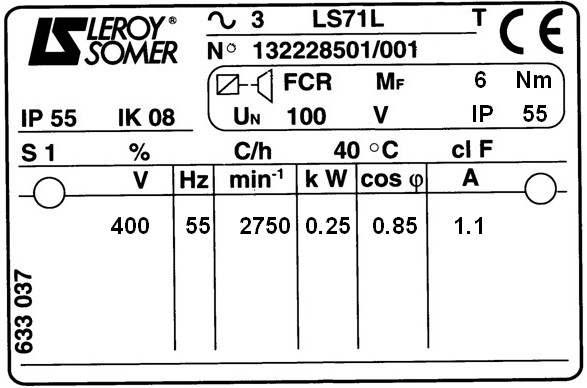 LEROY®
SOMER
~ 3 LS71L T CE
N° 132228501/001
FCR MF 6 Nm
UN 100 V IP 55
IP 55 IK 08
S 1 % C/h 40 °C cl F
V Hz min-1 k W cos φ A
400 55 2750 0.25 0.85 1.1
633 037